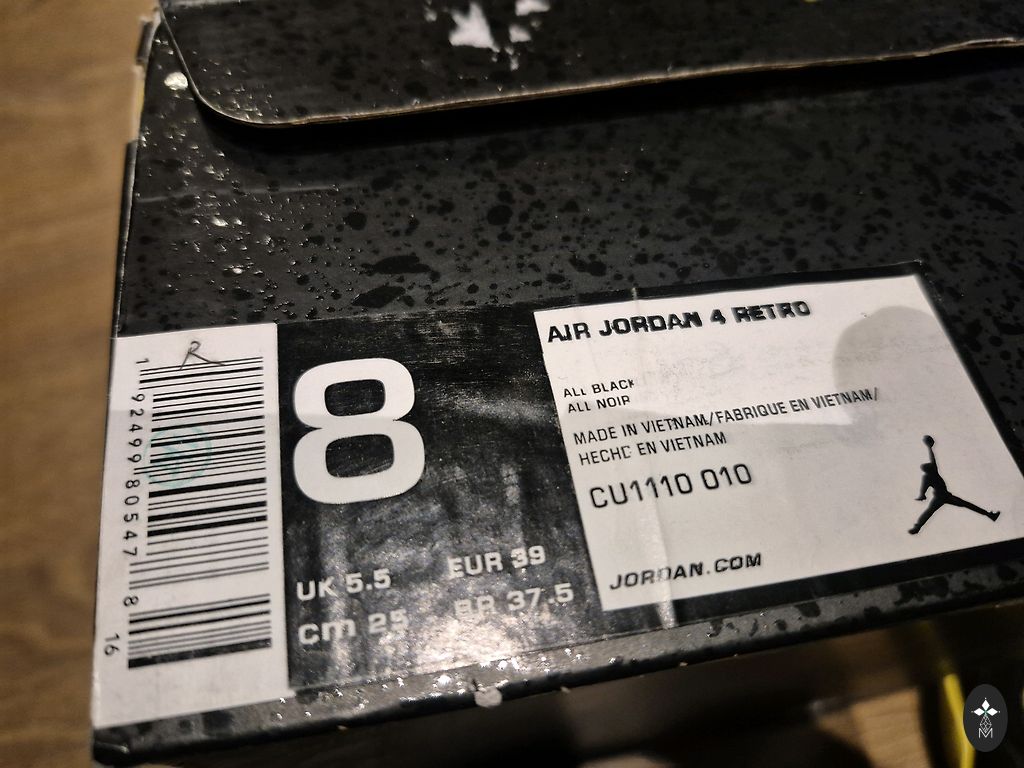 R
1 92499 80547 8
16
8
UK 5.5 EUR 39
cm 25 BR 37.5
AIR JORDAN 4 RETRO
ALL BLACK
ALL NOIR
MADE IN VIETNAM/FABRIQUE EN VIETNAM/
HECHO EN VIETNAM
CU1110 010
JORDAN.COM
M